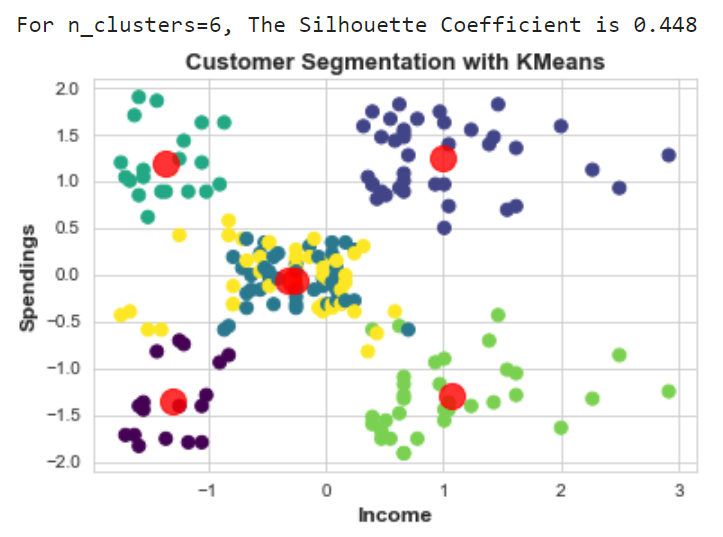 For n_clusters=6, The Silhouette Coefficient is 0.448
Customer Segmentation with KMeans
2.0
1.5
1.0
0.5
0.0
−0.5
−1.0
−1.5
−2.0
Spendings
−1 0 1 2 3
Income